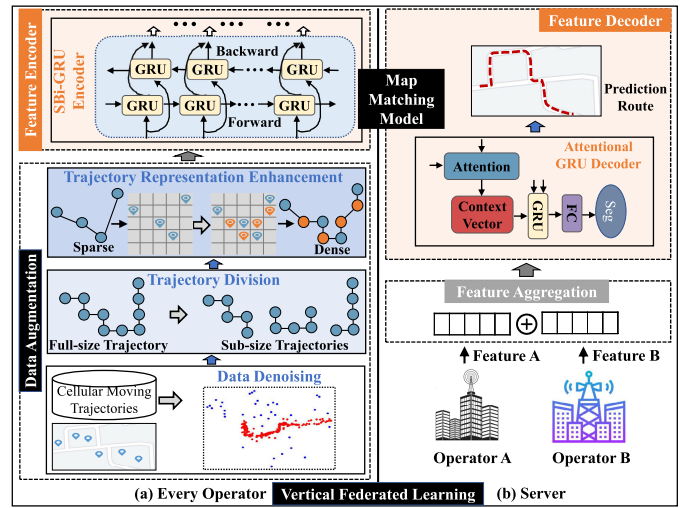 Feature Encoder
SBi-GRU
Encoder
Backward
GRU
GRU
GRU
GRU
GRU
GRU
Forward
Map
Matching
Model
Feature Decoder
Prediction
Route
Attentional
GRU Decoder
Attention
Context
Vector
GRU
FC
Seg
Data Augmentation
Trajectory Representation Enhancement
Sparse
Dense
Trajectory Division
Full-size Trajectory
Sub-size Trajectories
Data Denoising
Cellular Moving
Trajectories
Feature Aggregation
Feature A
Feature B
Operator A
Operator B
(a) Every Operator
Vertical Federated Learning
(b) Server